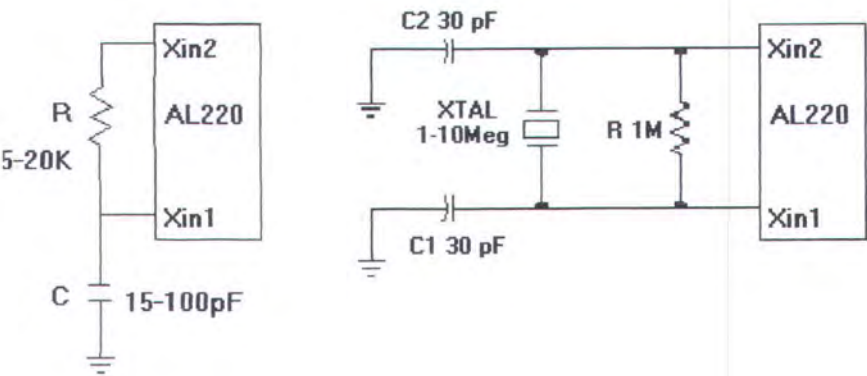 Xin2
R
AL220
5-20K
Xin1
C
15-100pF
C2 30 pF
Xin2
XTAL
1-10Meg
R 1M
AL220
Xin1
C1 30 pF